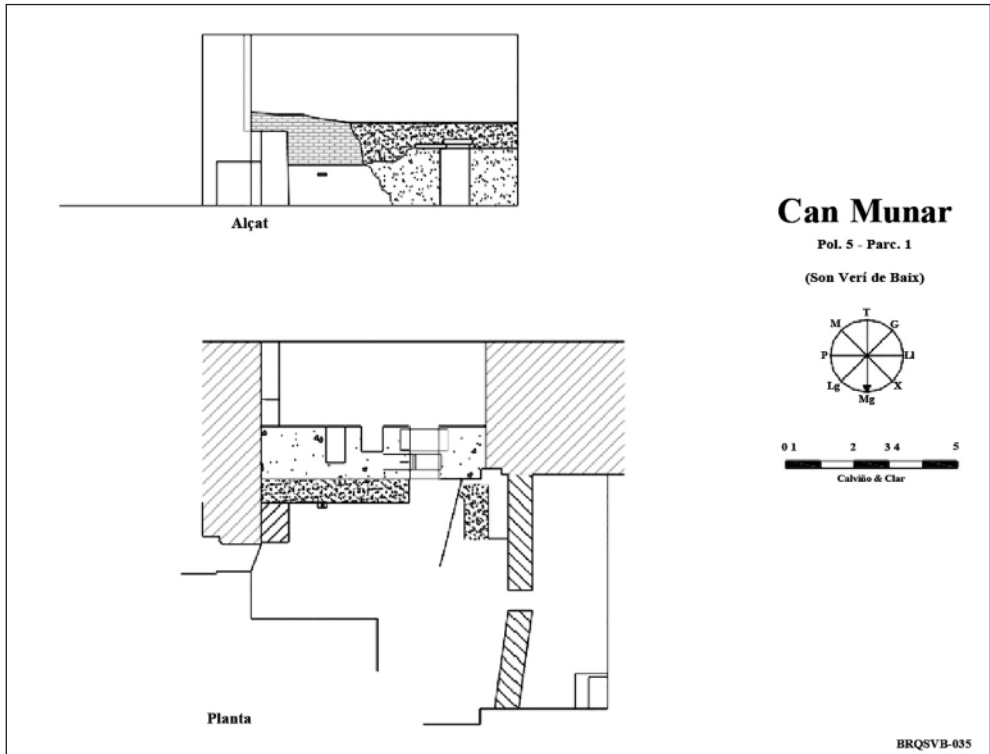 Alçat
Can Munar
Pol. 5 - Parc. 1
(Son Verí de Baix)
T
M G
P Ll
Lg X
Mg
0 1 2 3 4 5
Calviño & Clar
Planta
BRQSVB-035